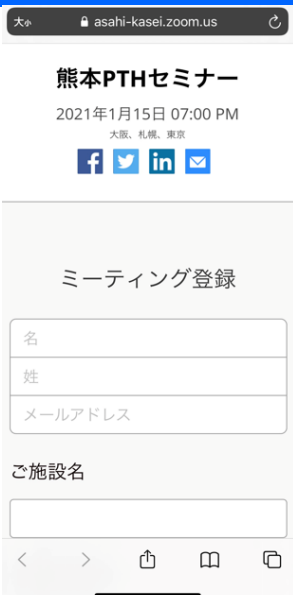 大小 asahi-kasei.zoom.us
熊本PTHセミナー
2021年1月15日 07:00 PM
大阪、札幌、東京
ミーティング登録
名
姓
メールアドレス
ご施設名